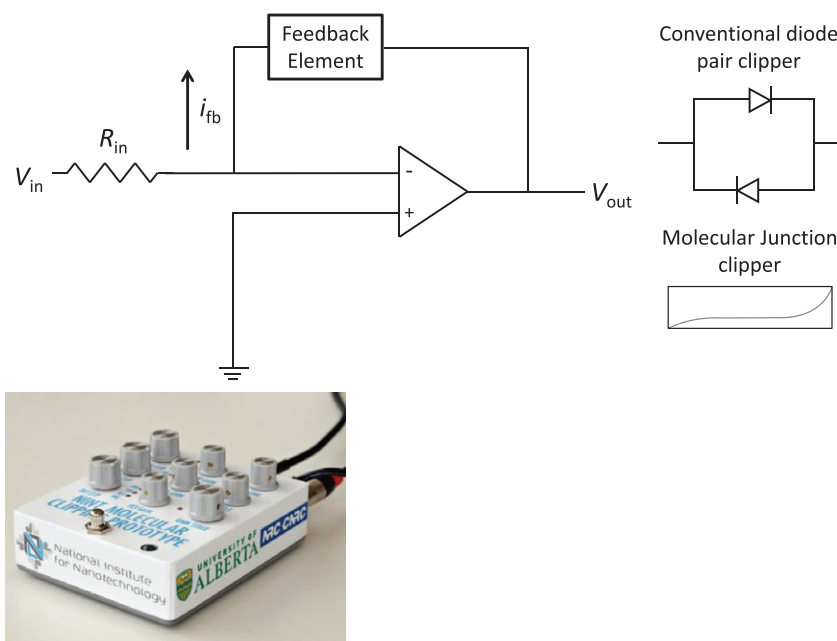 Feedback
Element
Conventional diode
pair clipper
i_fb
R_in
V_in
-
+
V_out
Molecular Junction
clipper
NINT MOLECULAR
CLIPPING PROTOTYPE
National Institute
for Nanotechnology
UNIVERSITY OF
ALBERTA
NRC·CNRC